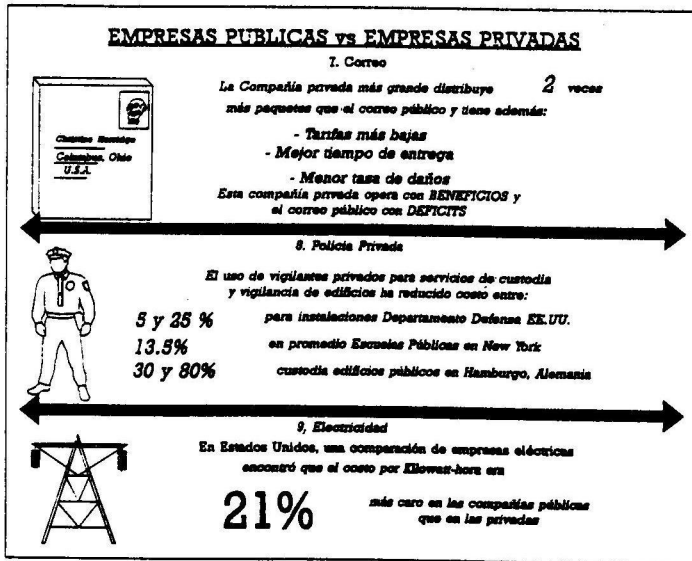 EMPRESAS PUBLICAS vs EMPRESAS PRIVADAS
7. Correo
La Compañía privada más grande distribuye 2 veces
más paquetes que el correo público y tiene además:
- Tarifas más bajas
- Mejor tiempo de entrega
- Menor tasa de daños
Esta compañía privada opera con BENEFICIOS y
el correo público con DEFICITS
Columbus, Ohio
U.S.A.
8. Policia Privada
El uso de vigilantes privados para servicios de custodia
y vigilancia de edificios ha reducido costo entre:
5 y 25 % para instalaciones Departamento Defensa EE.UU.
13.5% en promedio Escuelas Públicas en New York
30 y 80% custodia edificios públicos en Hamburgo, Alemania
9, Electricidad
En Estados Unidos, una comparación de empresas eléctricas
encontró que el costo por Kilowatt-hora era
21% más caro en las compañías públicas
que en las privadas